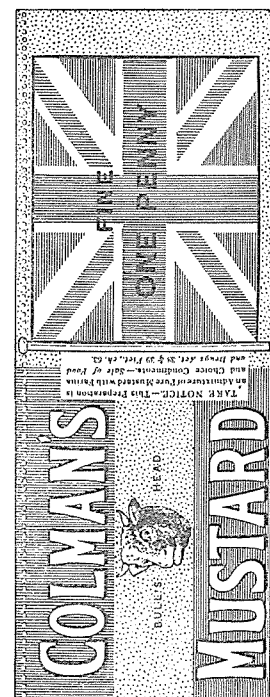 FINE
ONE PENNY
TAKE NOTICE.—This Preparation is
an Admixture of Pure Mustard with Farina
and Choice Condiments.—Sale of Food
and Drugs Act, 38 & 39 Vict., ch. 63.
COLMAN'S
BULL'S HEAD
MUSTARD